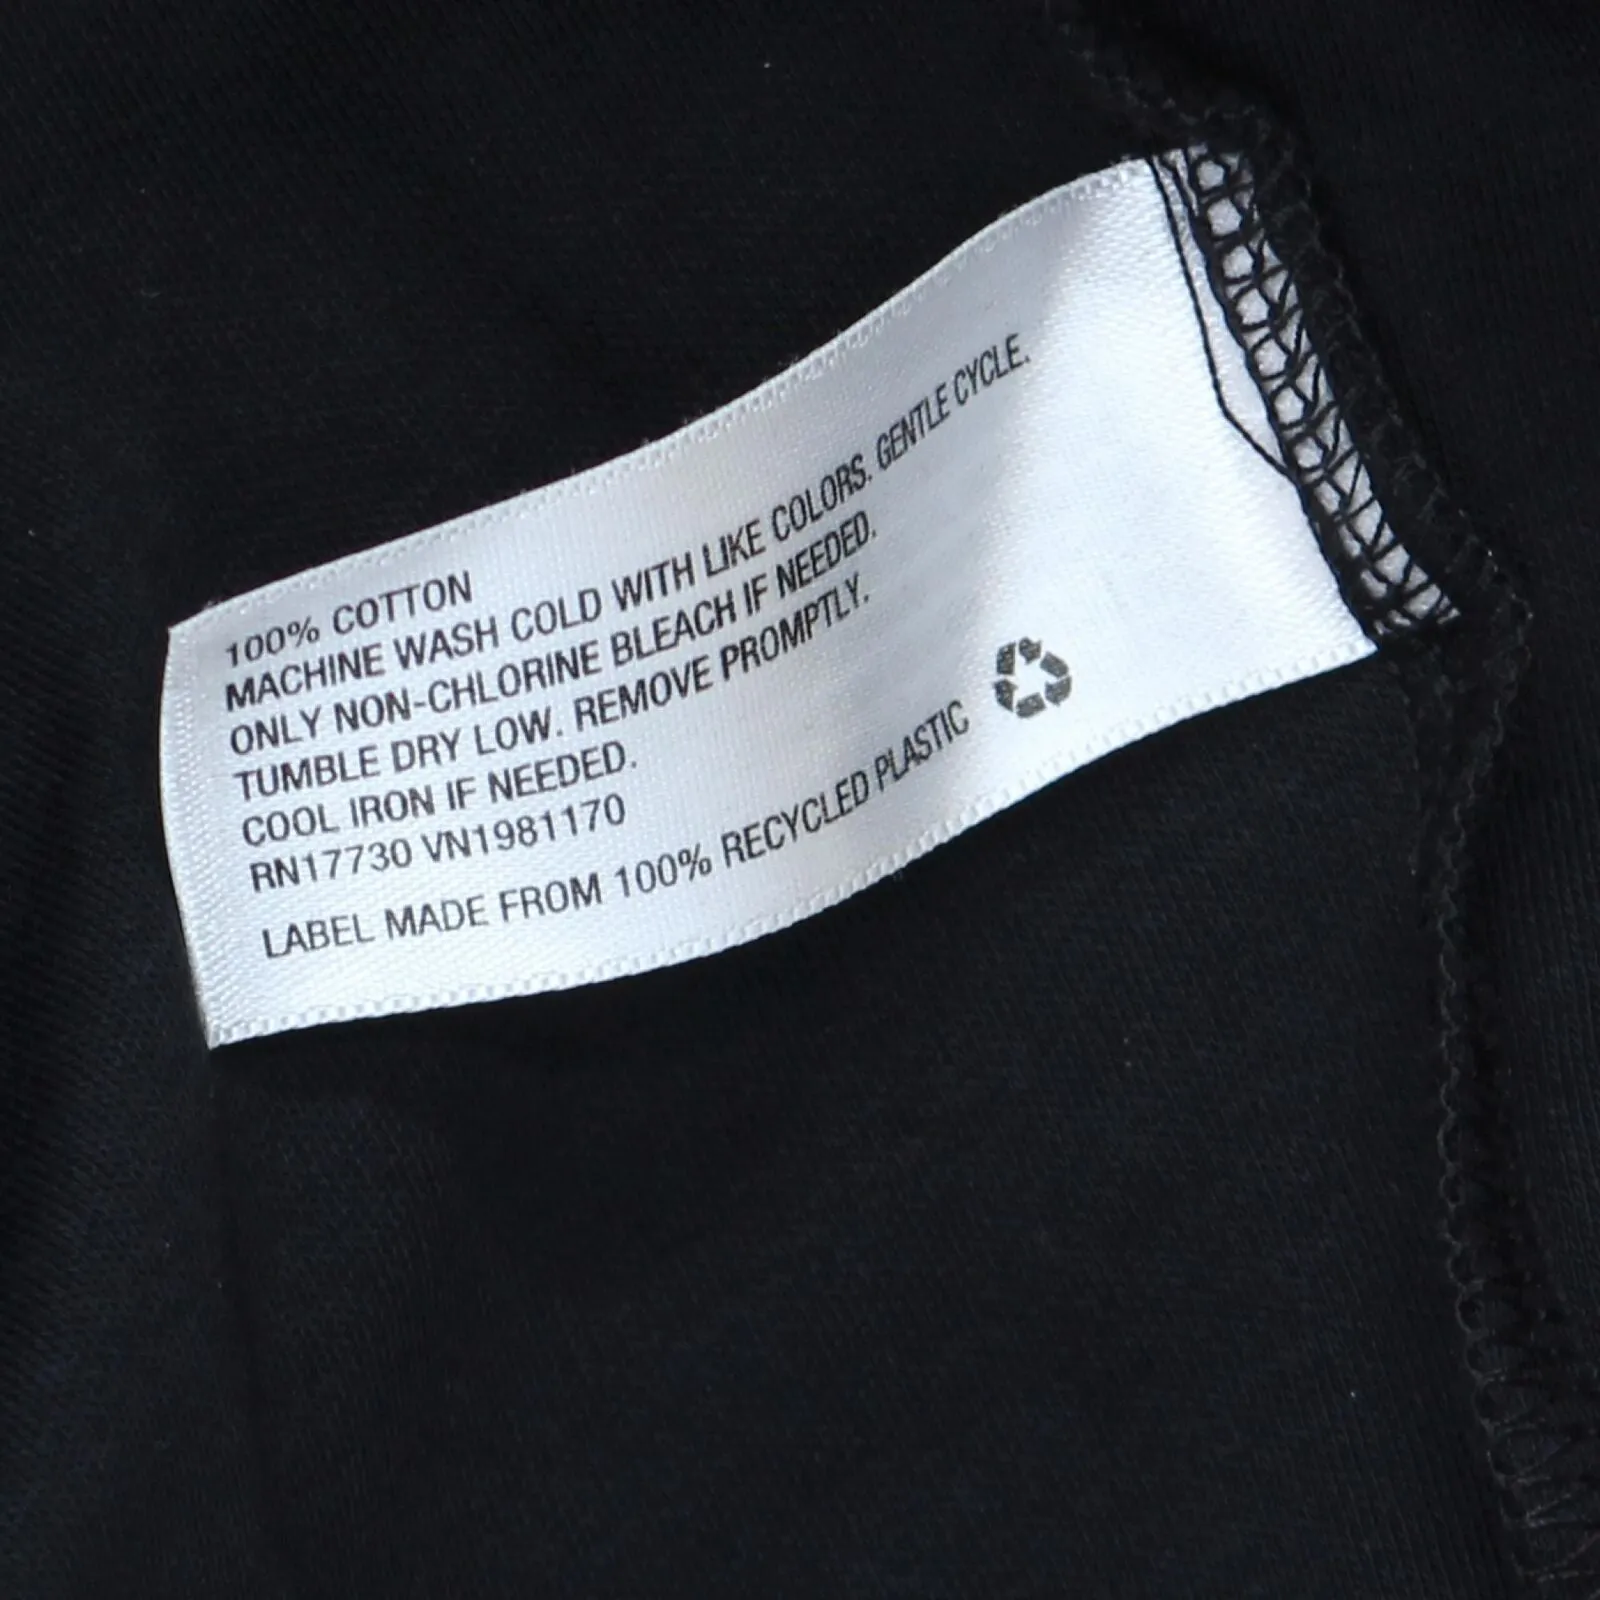 100% COTTON
MACHINE WASH COLD WITH LIKE COLORS. GENTLE CYCLE.
ONLY NON-CHLORINE BLEACH IF NEEDED.
TUMBLE DRY LOW. REMOVE PROMPTLY.
COOL IRON IF NEEDED.
RN17730 VN1981170
LABEL MADE FROM 100% RECYCLED PLASTIC